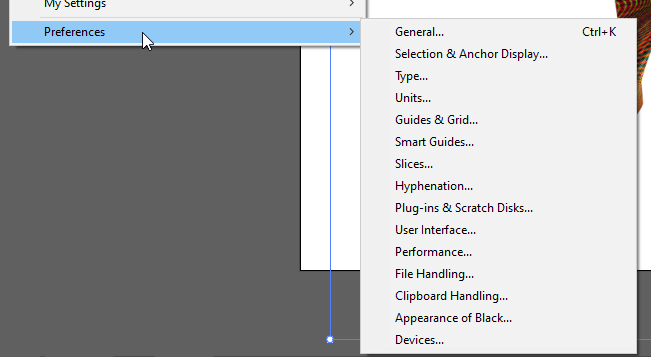 My Settings
Preferences
General... Ctrl+K
Selection & Anchor Display...
Type...
Units...
Guides & Grid...
Smart Guides...
Slices...
Hyphenation...
Plug-ins & Scratch Disks...
User Interface...
Performance...
File Handling...
Clipboard Handling...
Appearance of Black...
Devices...